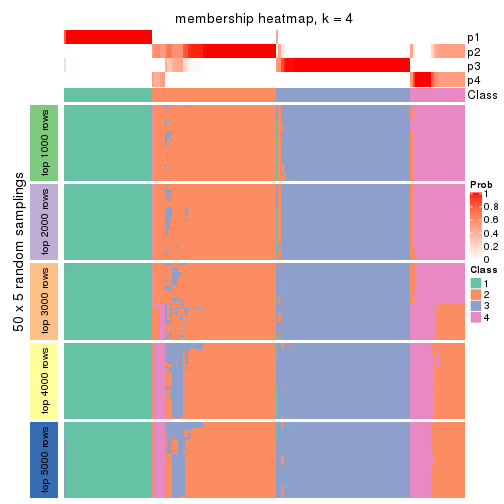 membership heatmap, k = 4
p1
p2
p3
p4
Class
50 x 5 random samplings
top 1000 rows
top 2000 rows
top 3000 rows
top 4000 rows
top 5000 rows
Prob
1
0.8
0.6
0.4
0.2
0
Class
1
2
3
4